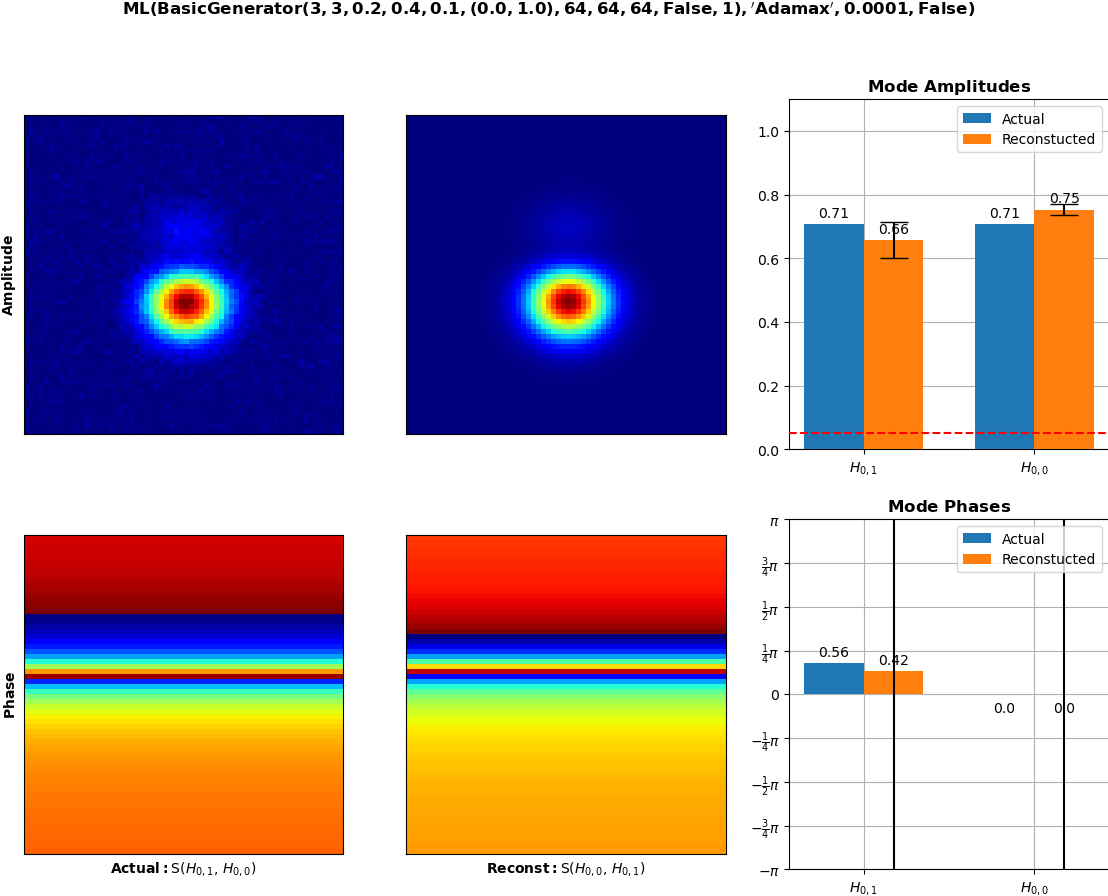 ML(BasicGenerator(3, 3, 0.2, 0.4, 0.1, (0.0, 1.0), 64, 64, 64, False, 1), 'Adamax', 0.0001, False)
Amplitude
Mode Amplitudes
Actual
Reconstucted
1.0
0.8
0.6
0.4
0.2
0.0
0.71
0.66
0.71
0.75
H0,1
H0,0
Phase
Actual: S(H0,1, H0,0)
Reconst: S(H0,0, H0,1)
Mode Phases
Actual
Reconstucted
π
3/4π
1/2π
1/4π
0
−1/4π
−1/2π
−3/4π
−π
0.56
0.42
0.0
0.0
H0,1
H0,0